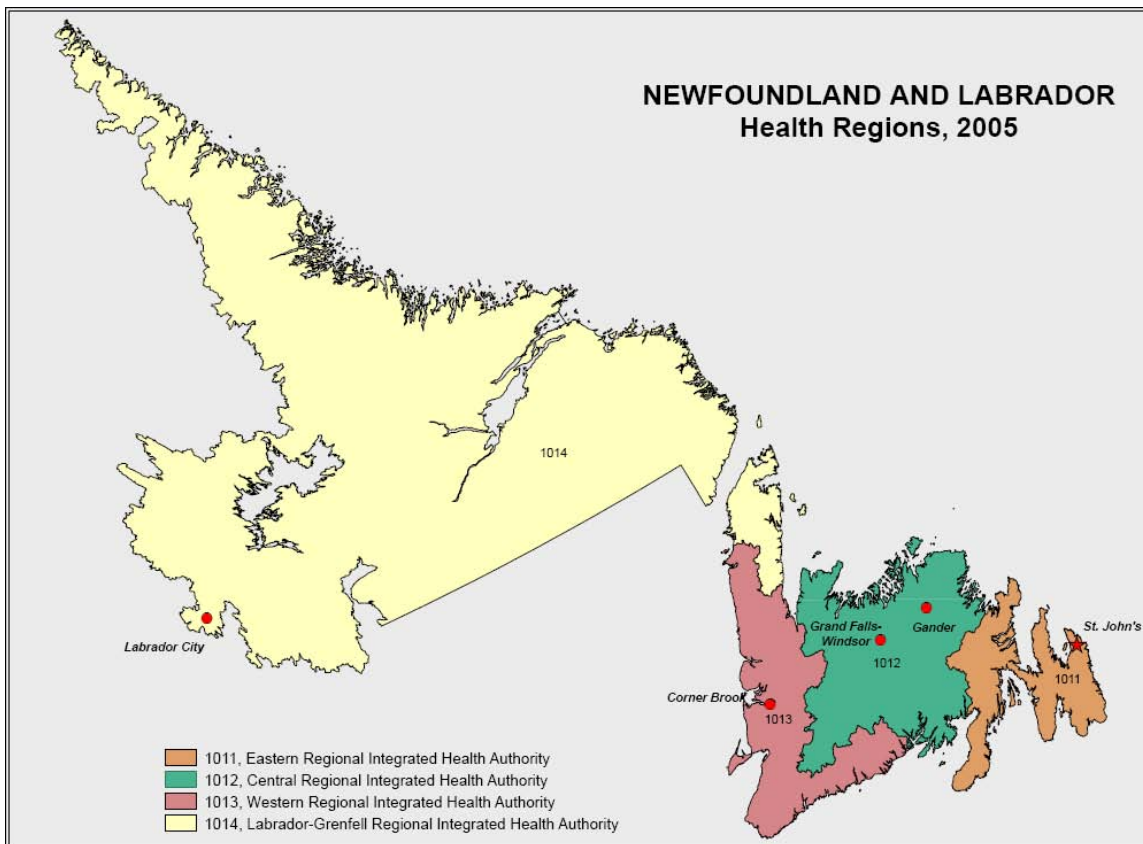 NEWFOUNDLAND AND LABRADOR
Health Regions, 2005
1014
Labrador City
Grand Falls-
Windsor
Gander
St. John's
1012
1011
Corner Brook
1013
1011, Eastern Regional Integrated Health Authority
1012, Central Regional Integrated Health Authority
1013, Western Regional Integrated Health Authority
1014, Labrador-Grenfell Regional Integrated Health Authority